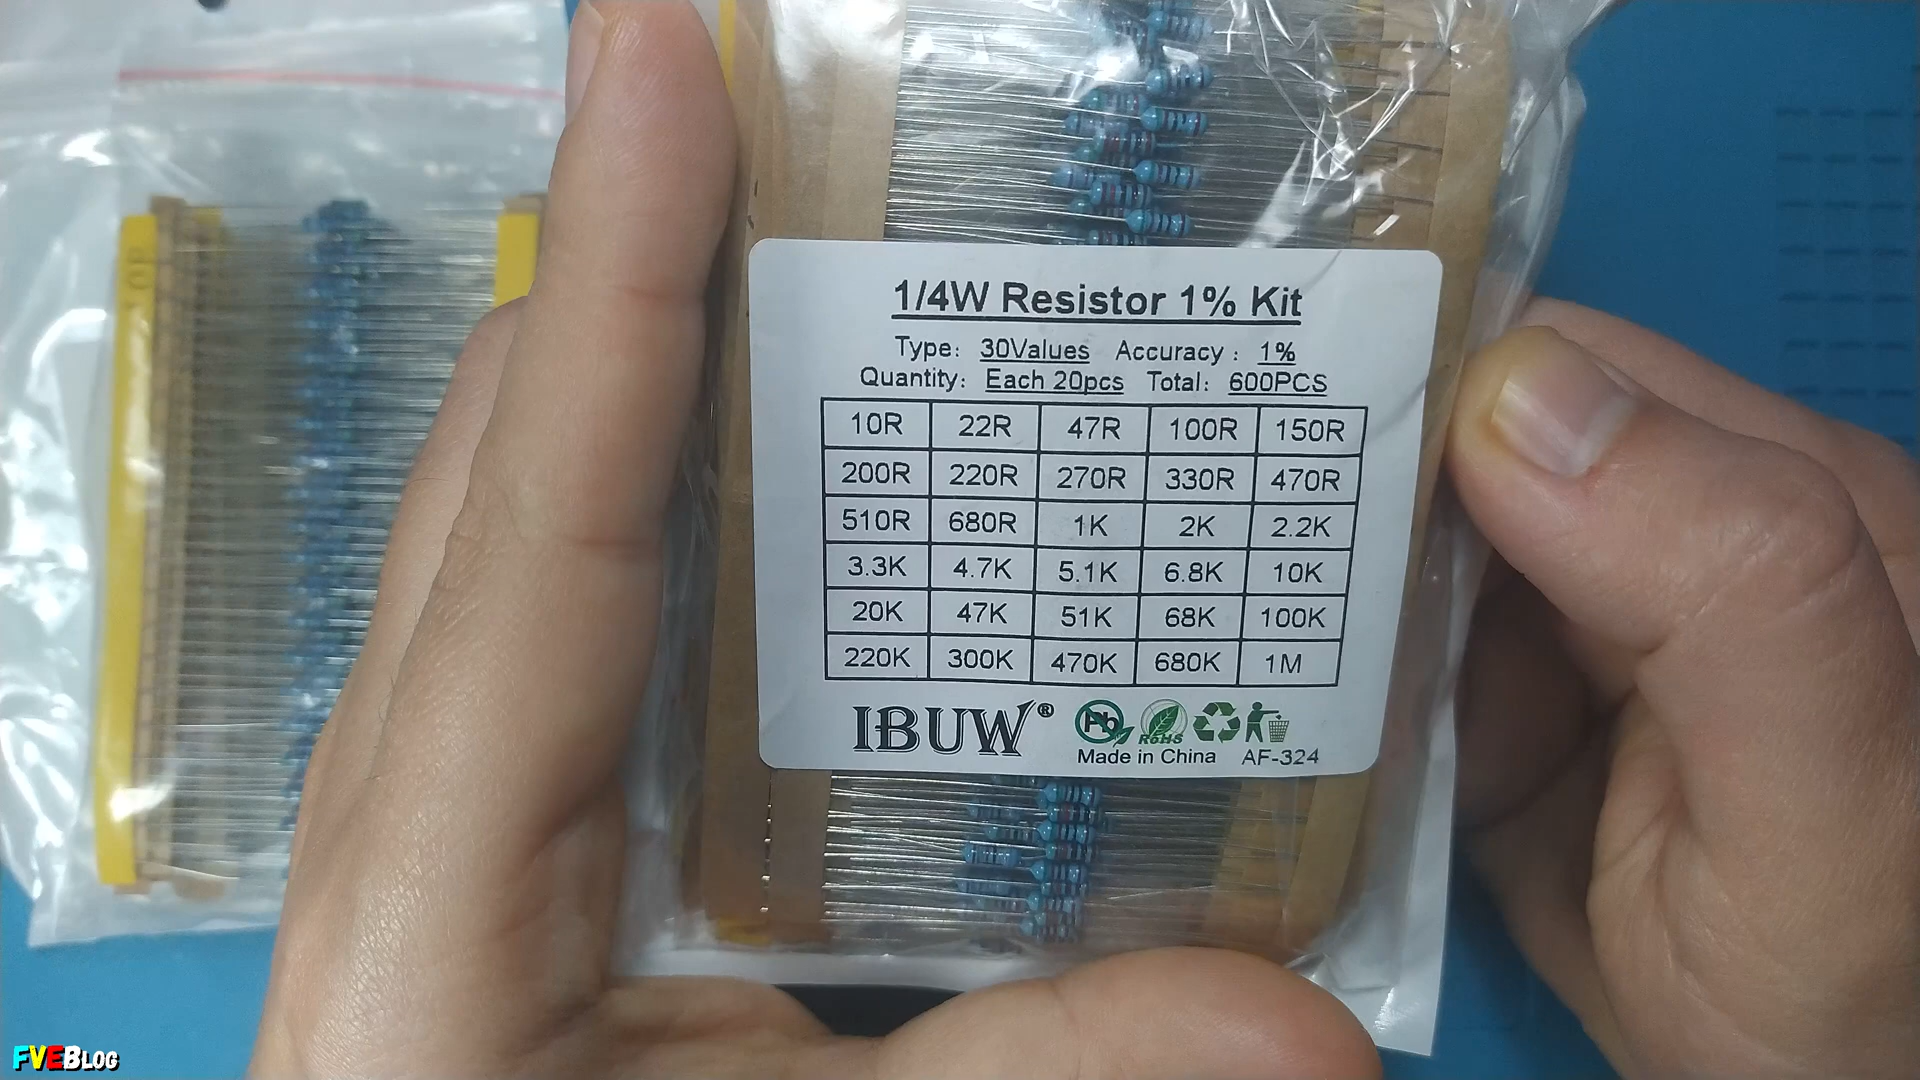 1/4W Resistor 1% Kit
Type: 30Values Accuracy: 1%
Quantity: Each 20pcs Total: 600PCS
10R 22R 47R 100R 150R
200R 220R 270R 330R 470R
510R 680R 1K 2K 2.2K
3.3K 4.7K 5.1K 6.8K 10K
20K 47K 51K 68K 100K
220K 300K 470K 680K 1M
IBUW® Pb RoHS
Made in China AF-324
FVEBlog